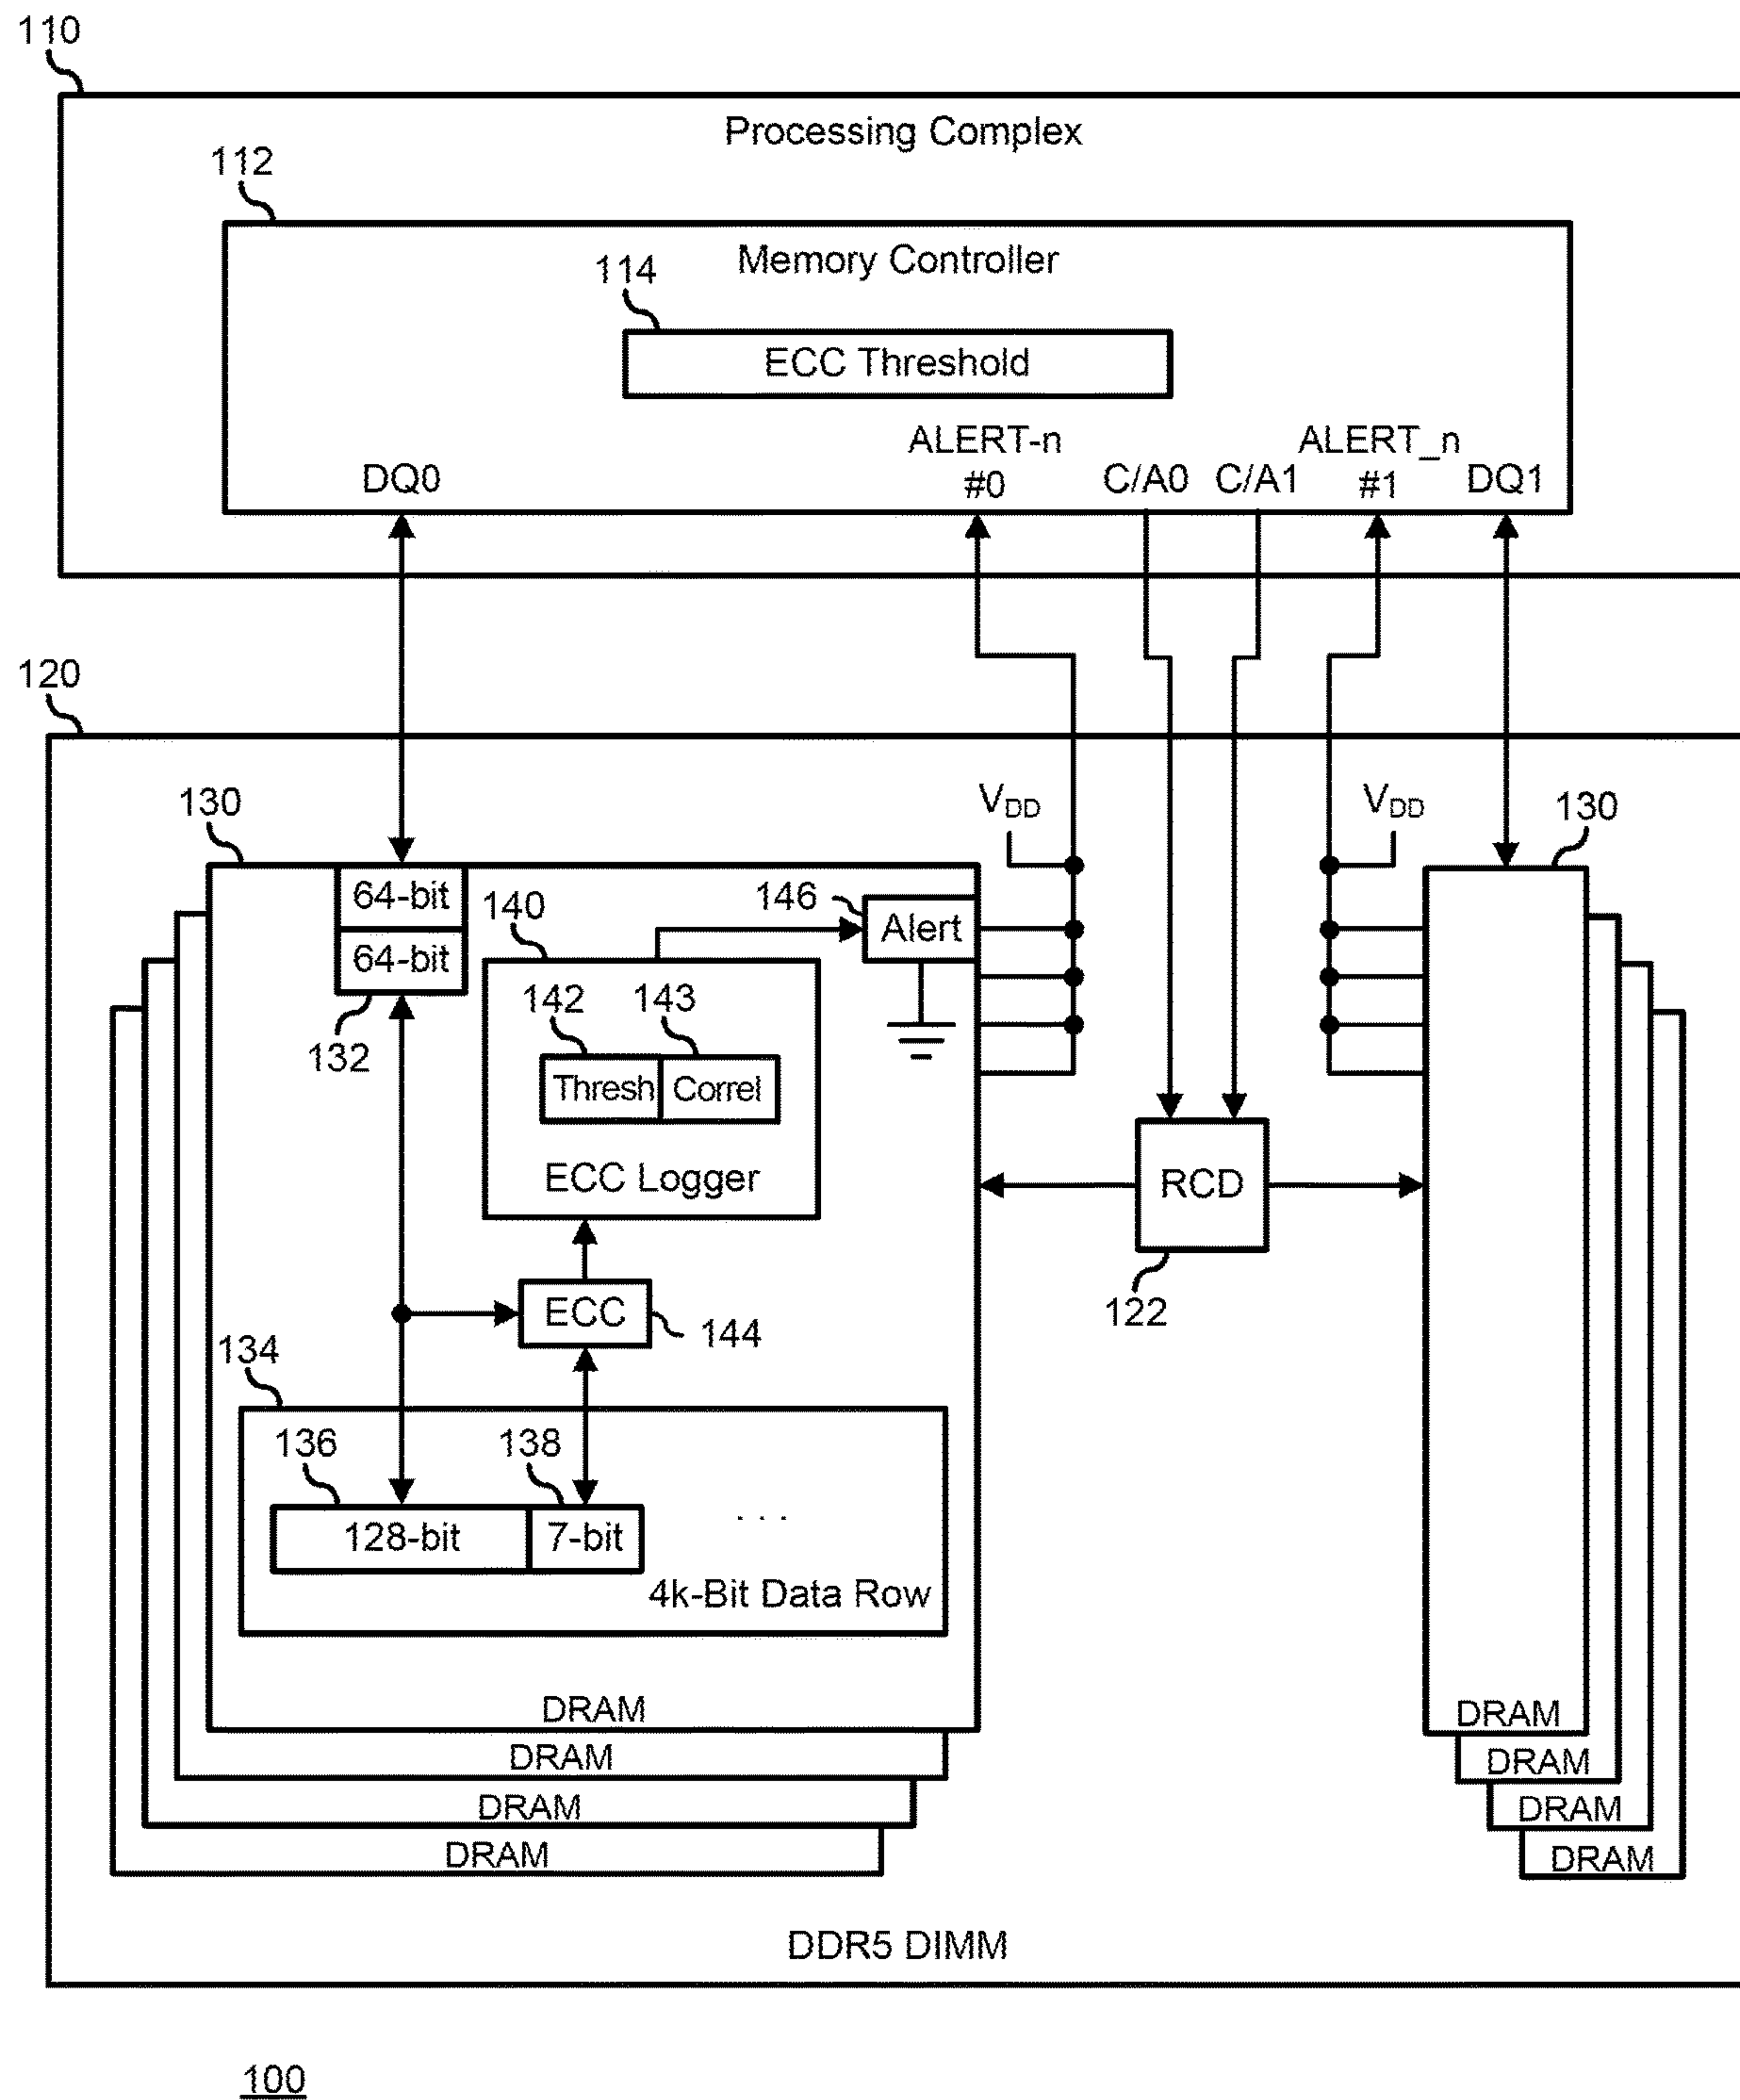 110
Processing Complex
112
Memory Controller
114
ECC Threshold
ALERT-n
ALERT_n
DQ0
#0
C/A0
C/A1
#1
DQ1
120
130
VDD
VDD
130
64-bit
140
146
Alert
64-bit
142
143
132
Thresh
Correl
ECC Logger
RCD
ECC
144
122
134
136
138
128-bit
7-bit
. . .
4k-Bit Data Row
DRAM
DRAM
DRAM
DRAM
DRAM
DRAM
DRAM
DRAM
DDR5 DIMM
100